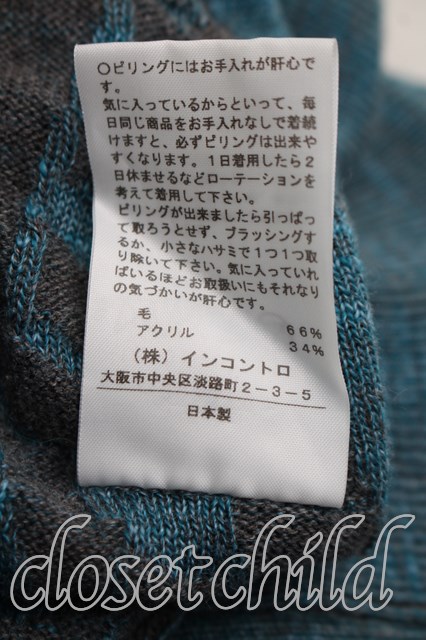 ○ピリングにはお手入れが肝心で
す。
気に入っているからといって、毎
日同じ商品をお手入れなしで着続
けますと、必ずピリングは出来や
すくなります。１日着用したら２
日休ませるなどローテーションを
考えて着用して下さい。
ピリングが出来ましたら引っぱっ
て取ろうとせず、ブラッシングす
るか、小さなハサミで１つ１つ取
り除いて下さい。気に入っていれ
ばいるほどお取扱いにもそれなり
の気づかいが肝心です。
毛 66%
アクリル 34%
(株) インコントロ
大阪市中央区淡路町２－３－５
日本製
closet child